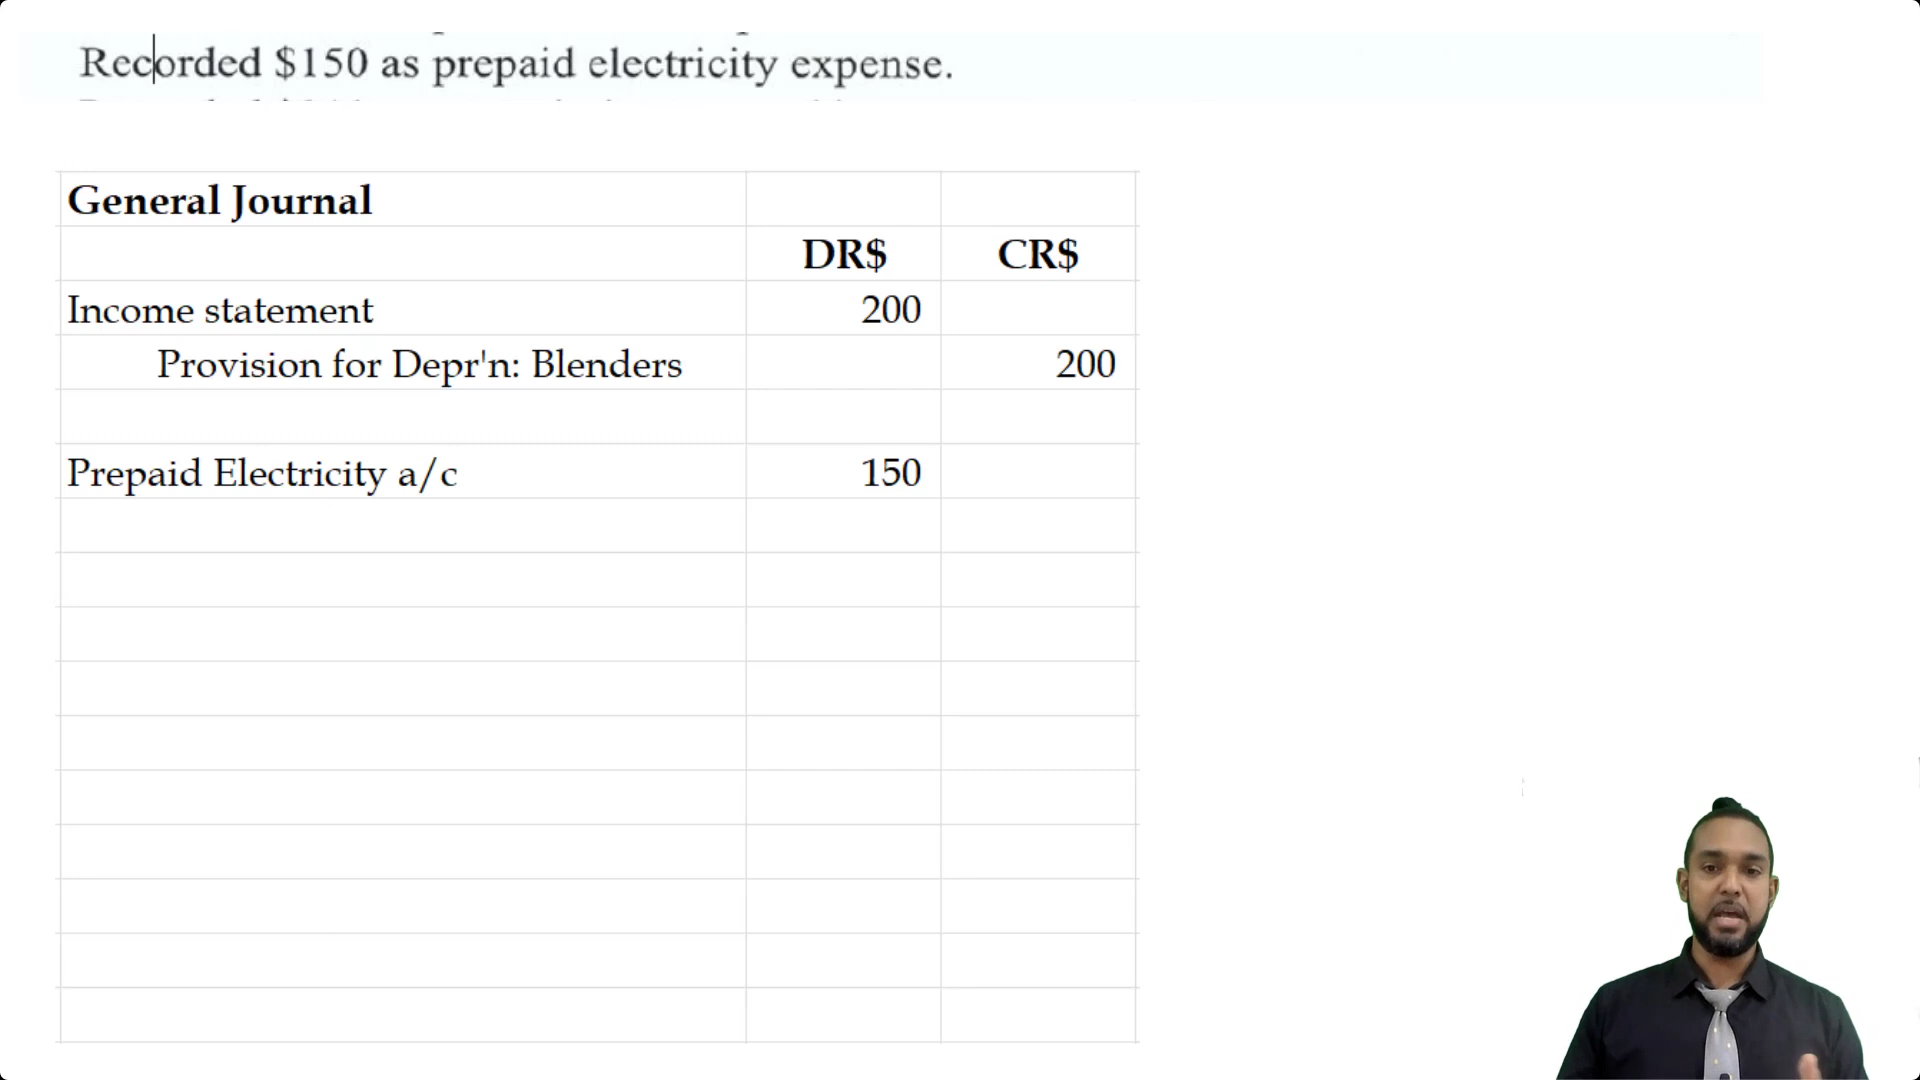 Recorded $150 as prepaid electricity expense.
General Journal
DR$ CR$
Income statement 200
Provision for Depr'n: Blenders 200
Prepaid Electricity a/c 150